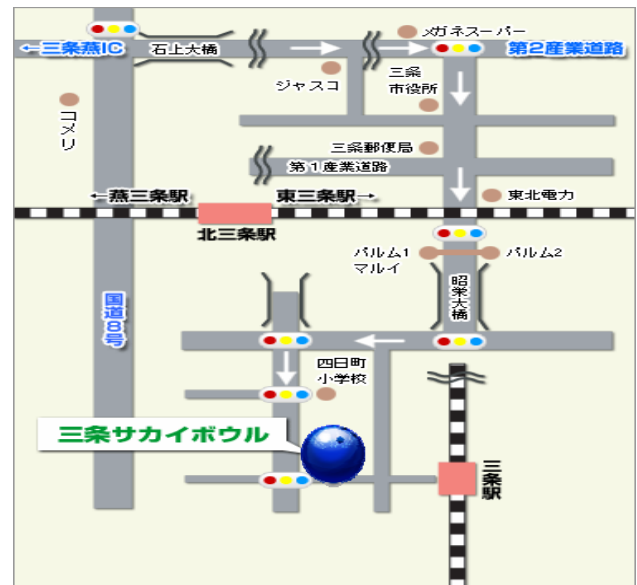 メガネスーパー
←三条燕IC
石上大橋
第2産業道路
ジャスコ
三条
市役所
コメリ
三条郵便局
第1産業道路
←燕三条駅
東三条駅→
東北電力
北三条駅
パルム1
マルイ
パルム2
昭栄大橋
国道8号
四日町
小学校
三条サカイボウル
三条駅